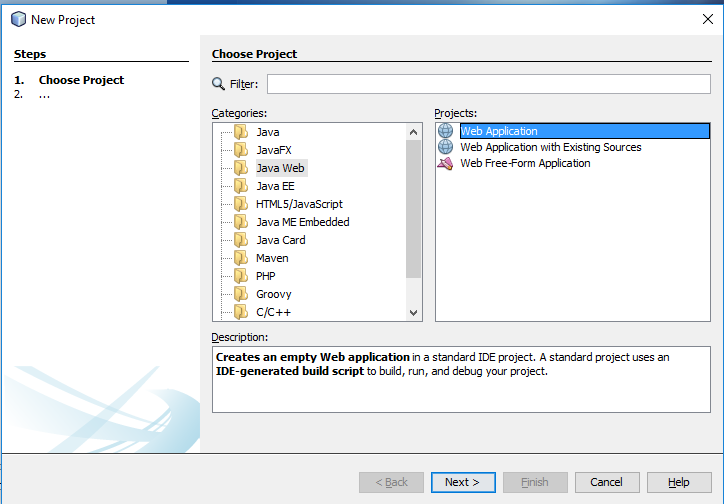 New Project
Steps
1. Choose Project
2. ...
Choose Project
Filter:
Categories:
Java
JavaFX
Java Web
Java EE
HTML5/JavaScript
Java ME Embedded
Java Card
Maven
PHP
Groovy
C/C++
Projects:
Web Application
Web Application with Existing Sources
Web Free-Form Application
Description:
Creates an empty Web application in a standard IDE project. A standard project uses an
IDE-generated build script to build, run, and debug your project.
< Back
Next >
Finish
Cancel
Help